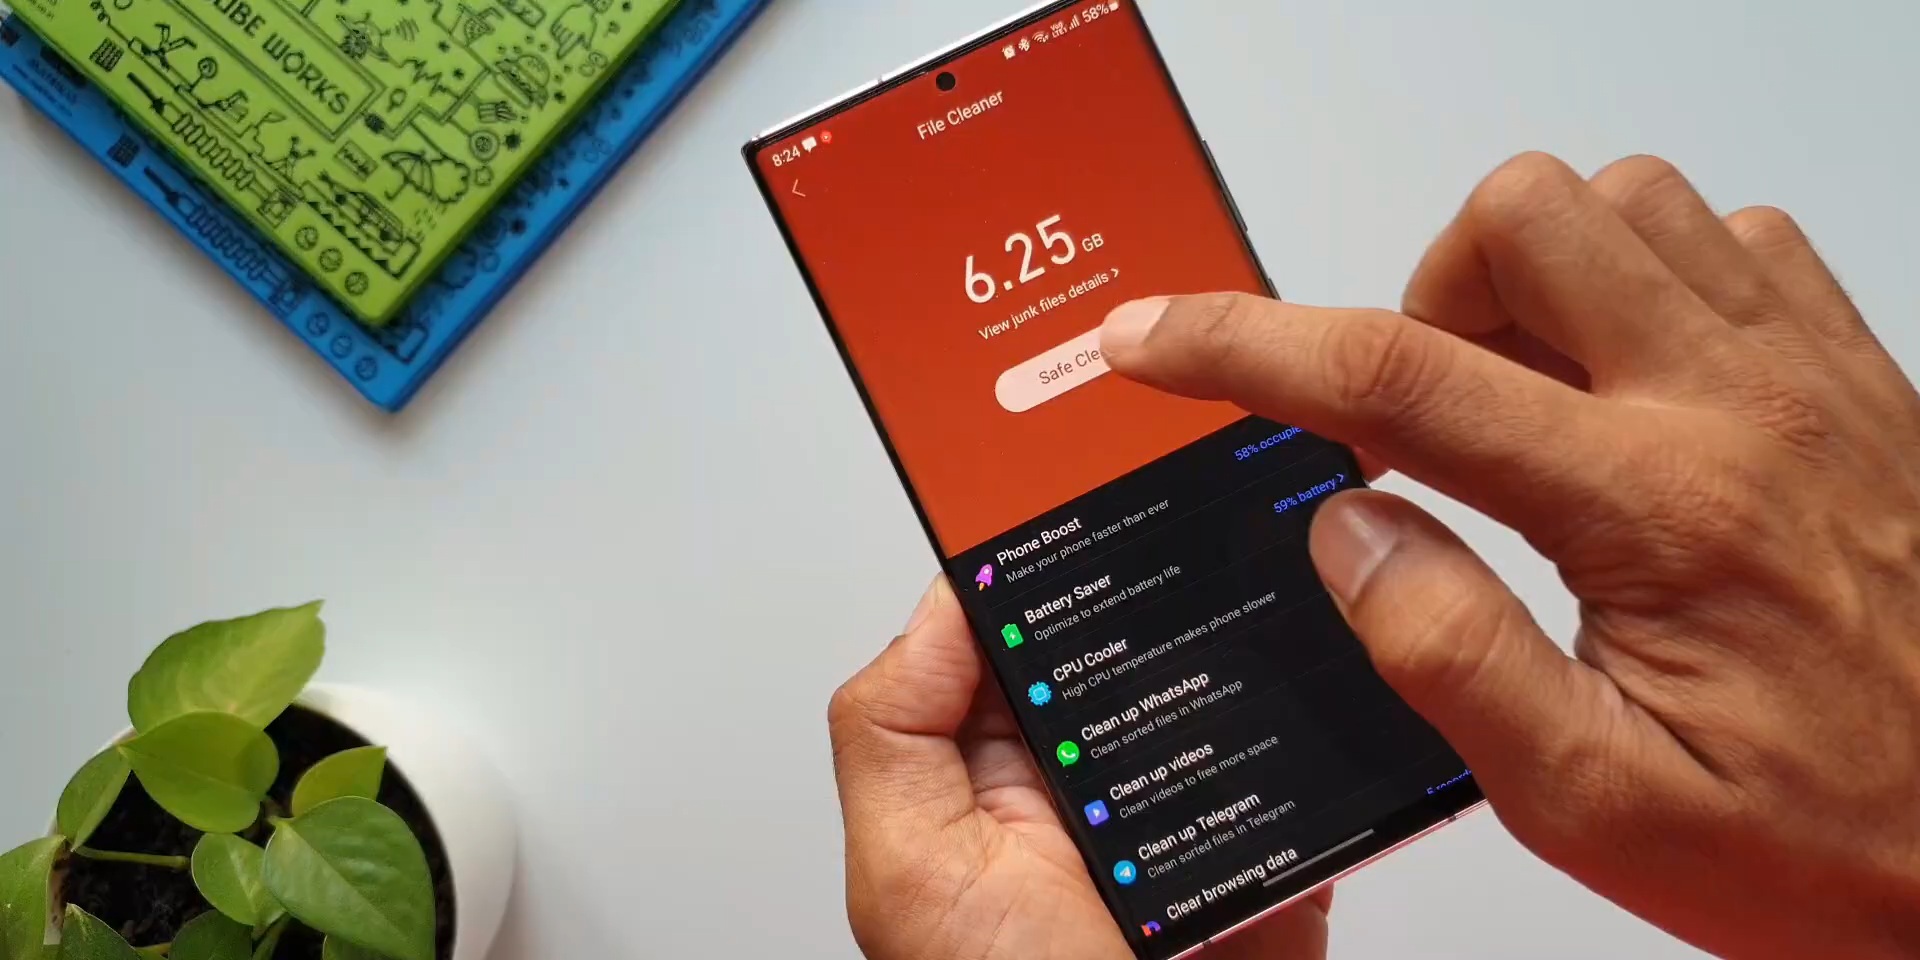 UBE WORKS
8:24
58%
File Cleaner
6.25 GB
View junk files details >
Safe Cle
58% occupie
Phone Boost
Make your phone faster than ever
59% battery >
Battery Saver
Optimize to extend battery life
CPU Cooler
High CPU temperature makes phone slower
Clean up WhatsApp
Clean sorted files in WhatsApp
Clean up videos
Clean videos to free more space
Clean up Telegram
Clean sorted files in Telegram
Clear browsing data